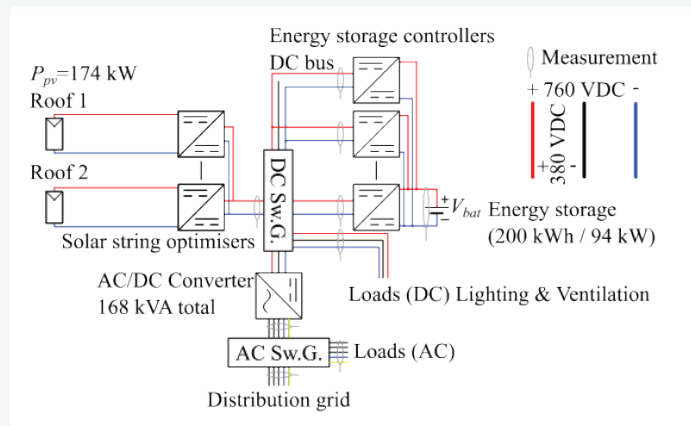 Energy storage controllers
DC bus
P_pv=174 kW
Roof 1
Roof 2
Solar string optimisers
DC Sw.G.
AC/DC Converter
168 kVA total
AC Sw.G.
Loads (AC)
Distribution grid
Loads (DC) Lighting & Ventilation
+
−
V_bat
Energy storage
(200 kWh / 94 kW)
Measurement
+ 760 VDC -
+ 380 VDC -